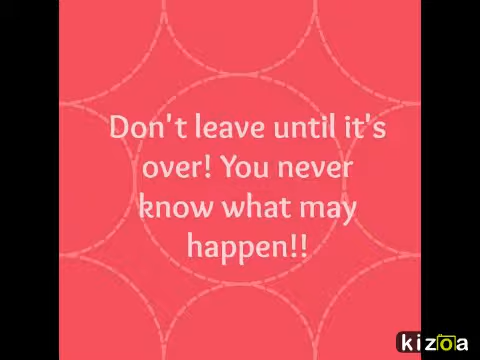 Don't leave until it's
over! You never
know what may
happen!!
kizoa